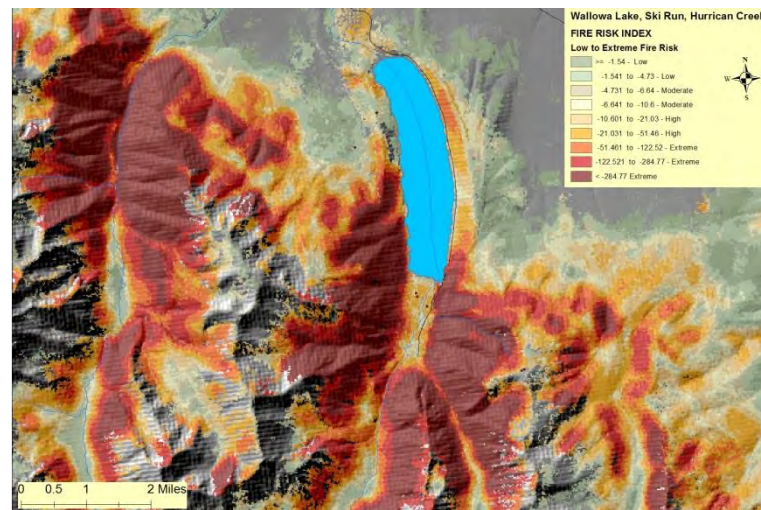 Wallowa Lake, Ski Run, Hurrican Creek
FIRE RISK INDEX
Low to Extreme Fire Risk
>= -1.54 - Low
-1.541 to -4.73 - Low
-4.731 to -6.64 - Moderate
-6.641 to -10.6 - Moderate
-10.601 to -21.03 - High
-21.031 to -51.46 - High
-51.461 to -122.52 - Extreme
-122.521 to -284.77 - Extreme
< -284.77 Extreme
N
W E
S
0 0.5 1 2 Miles